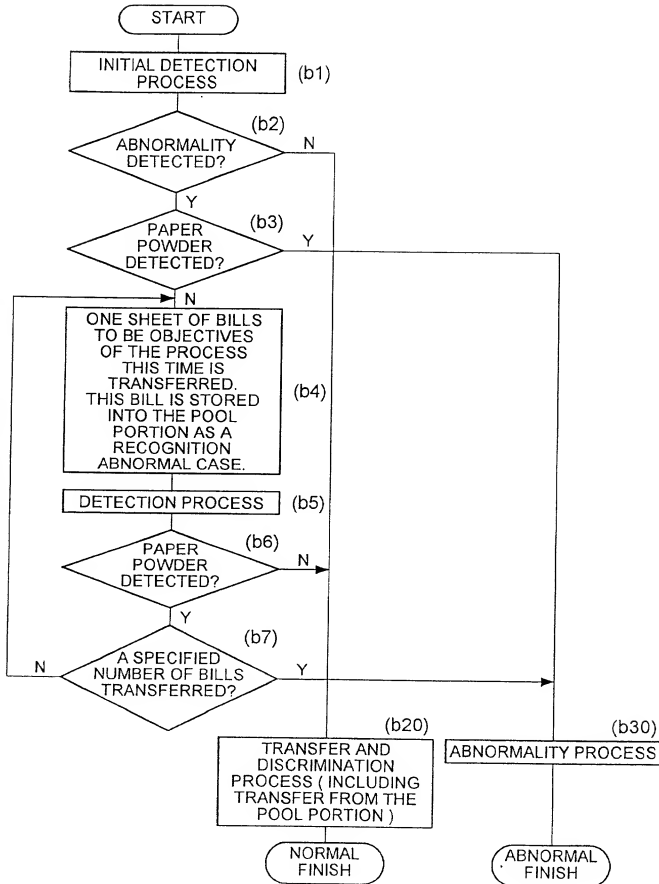 START
INITIAL DETECTION
PROCESS
(b1)
(b2)
ABNORMALITY
DETECTED?
N
Y
(b3)
PAPER
POWDER
DETECTED?
Y
N
ONE SHEET OF BILLS
TO BE OBJECTIVES
OF THE PROCESS
THIS TIME IS
TRANSFERRED.
THIS BILL IS STORED
INTO THE POOL
PORTION AS A
RECOGNITION
ABNORMAL CASE.
(b4)
DETECTION PROCESS
(b5)
(b6)
PAPER
POWDER
DETECTED?
N
Y
(b7)
N
A SPECIFIED
NUMBER OF BILLS
TRANSFERRED?
Y
(b20)
TRANSFER AND
DISCRIMINATION
PROCESS ( INCLUDING
TRANSFER FROM THE
POOL PORTION )
(b30)
ABNORMALITY PROCESS
NORMAL
FINISH
ABNORMAL
FINISH